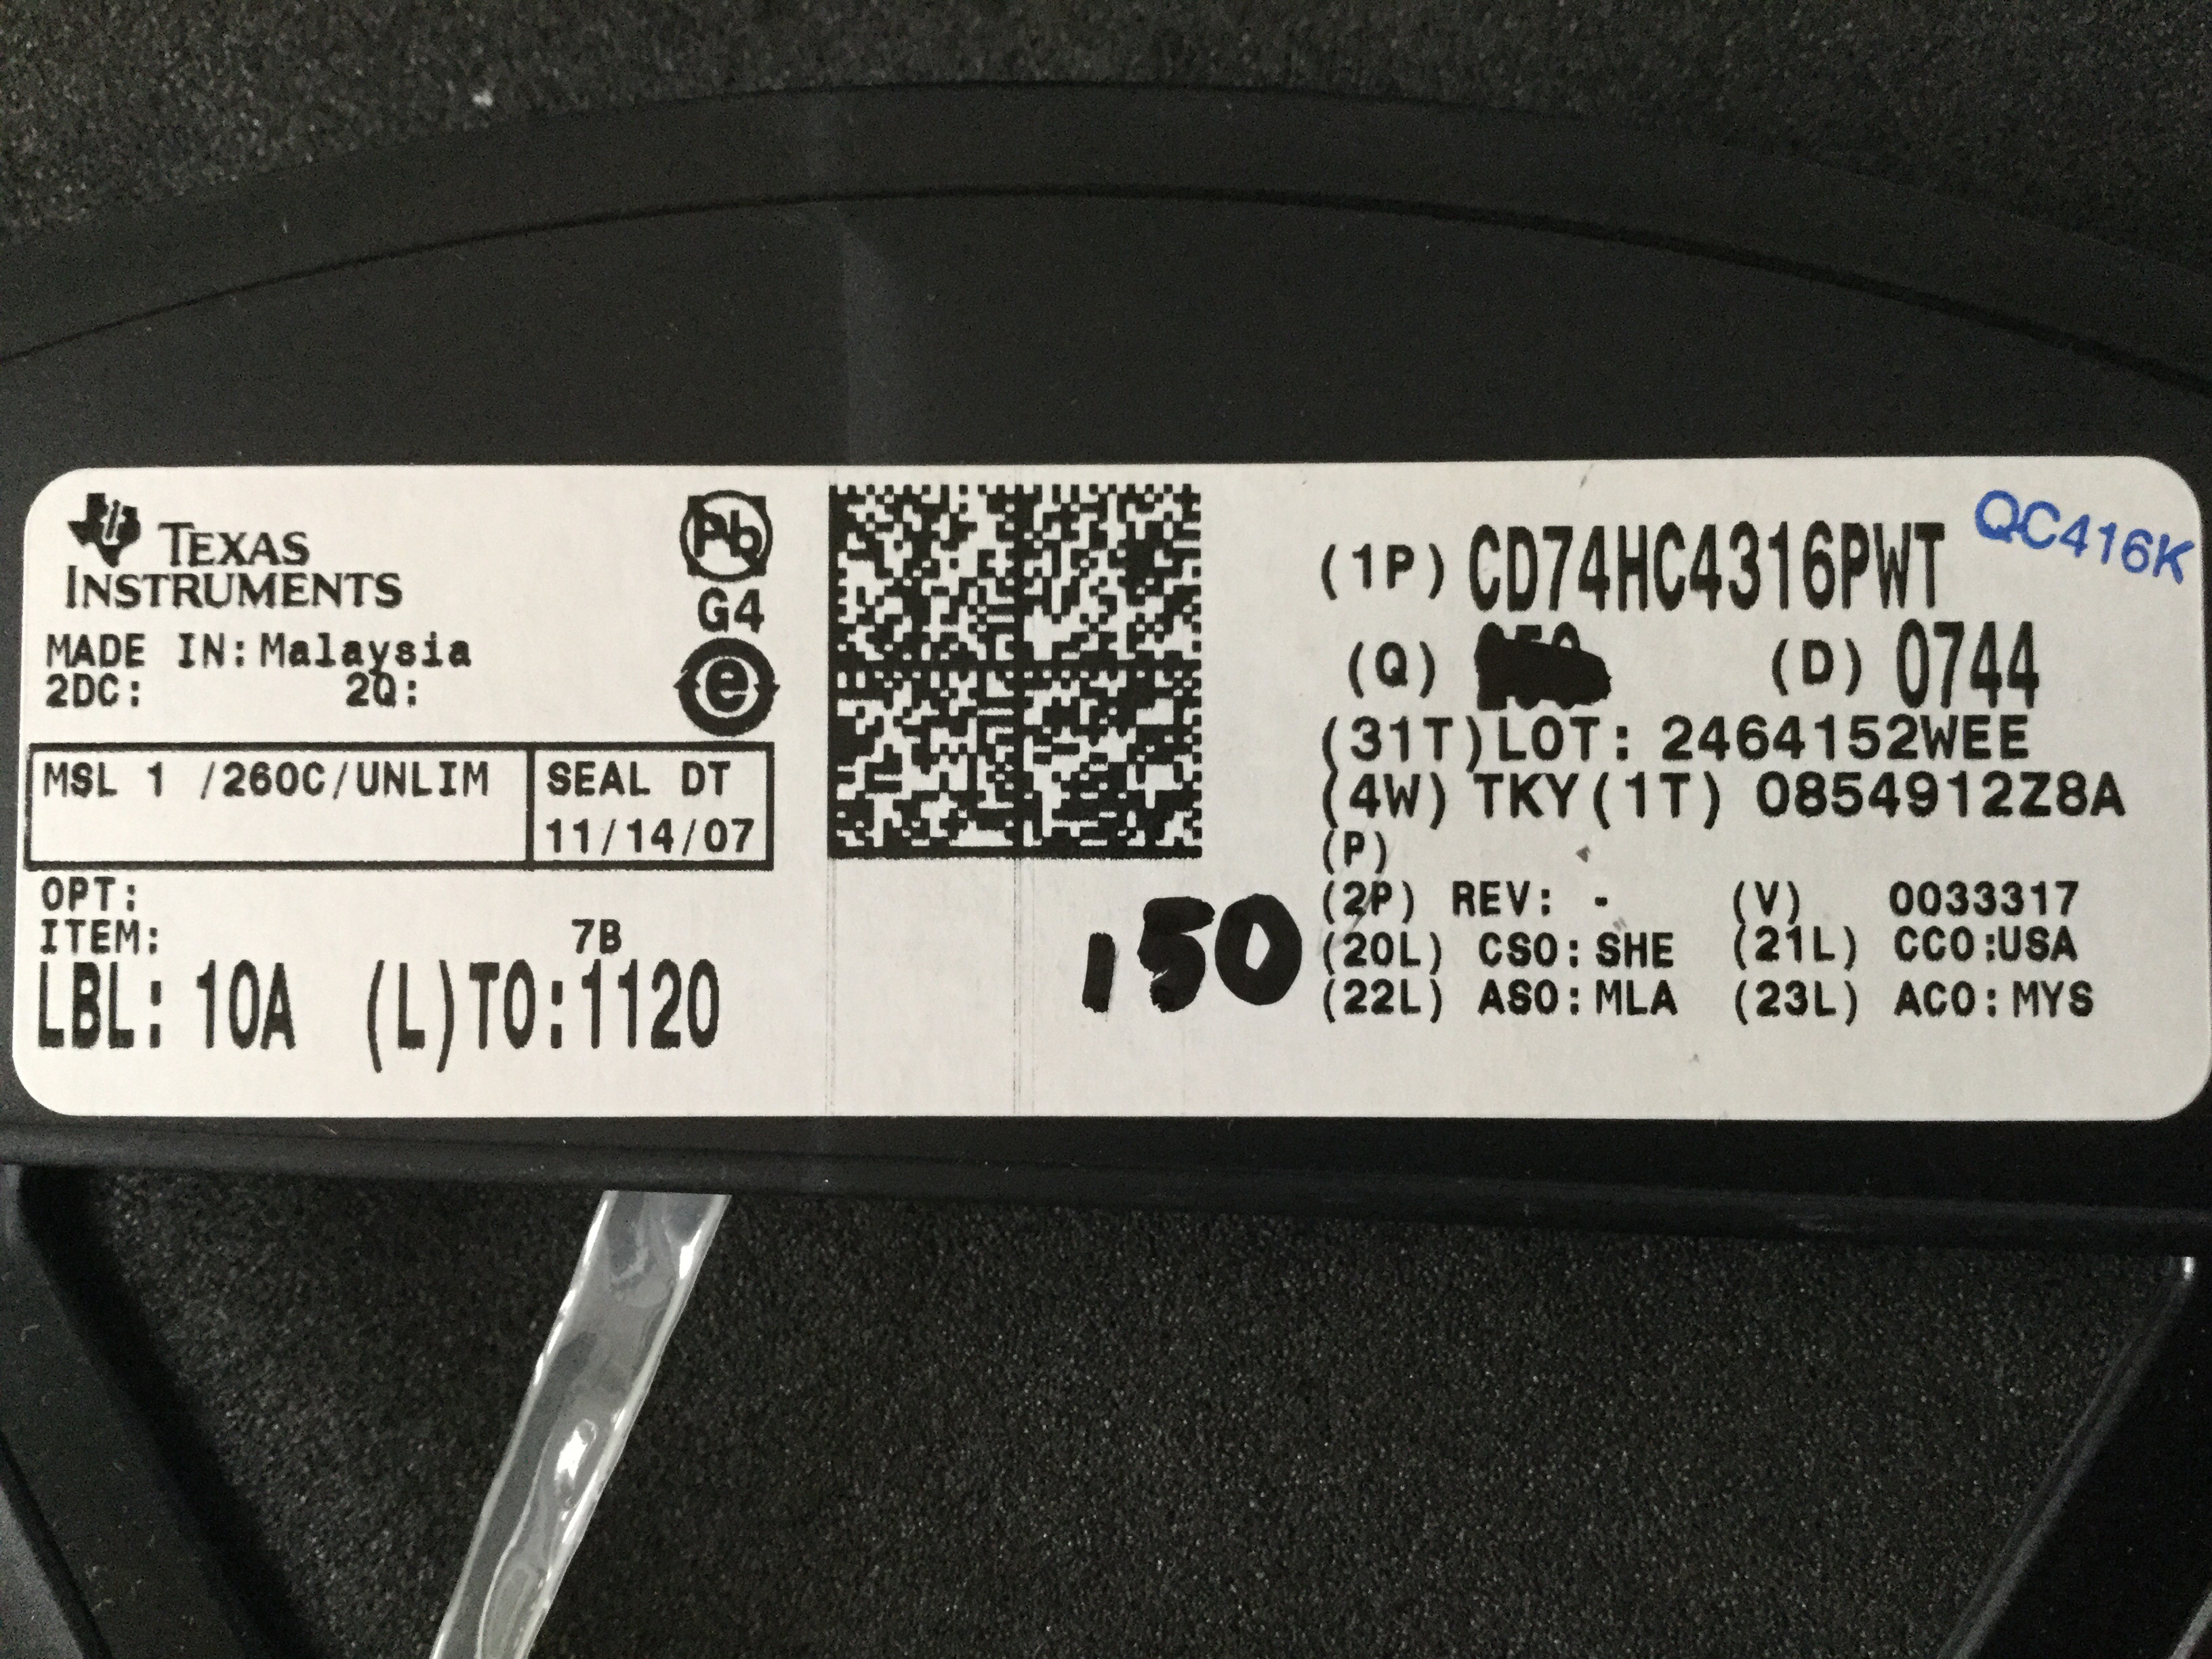 TEXAS
INSTRUMENTS
MADE IN: Malaysia
2DC: 2Q:
Pb
G4
e
MSL 1 /260C/UNLIM
SEAL DT
11/14/07
OPT:
ITEM: 7B
LBL: 10A (L)TO:1120
150
(1P) CD74HC4316PWT
QC416K
(Q) (D) 0744
(31T)LOT: 2464152WEE
(4W) TKY(1T) 0854912Z8A
(P)
(2P) REV: - (V) 0033317
(20L) CSO: SHE (21L) CCO:USA
(22L) ASO: MLA (23L) ACO: MYS